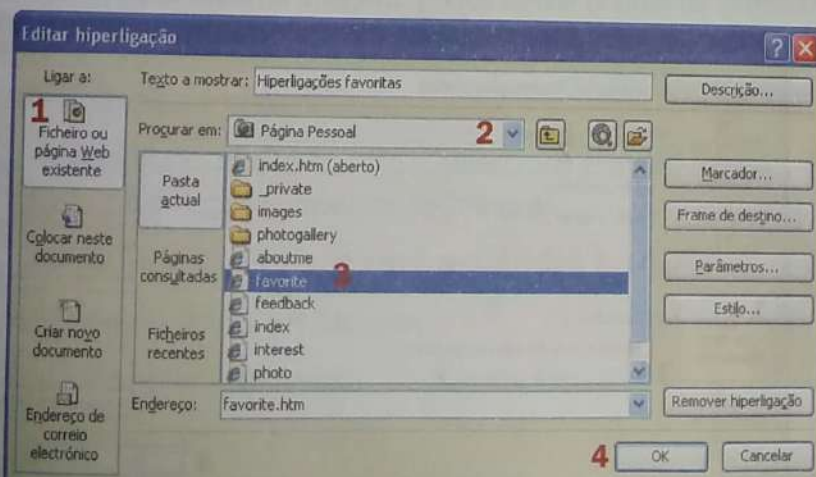 Editar hiperligação
Ligar a:
Texto a mostrar: Hiperligações favoritas
Descrição...
1
Ficheiro ou
página Web
existente
Procurar em: Página Pessoal 2
Pasta
actual
index.htm (aberto)
_private
images
photogallery
aboutme
favorite 3
feedback
index
interest
photo
Marcador...
Frame de destino...
Colocar neste
documento
Páginas
consultadas
Parâmetros...
Estilo...
Criar novo
documento
Ficheiros
recentes
Endereço de
correio
electrónico
Endereço: favorite.htm
Remover hiperligação
4 OK Cancelar